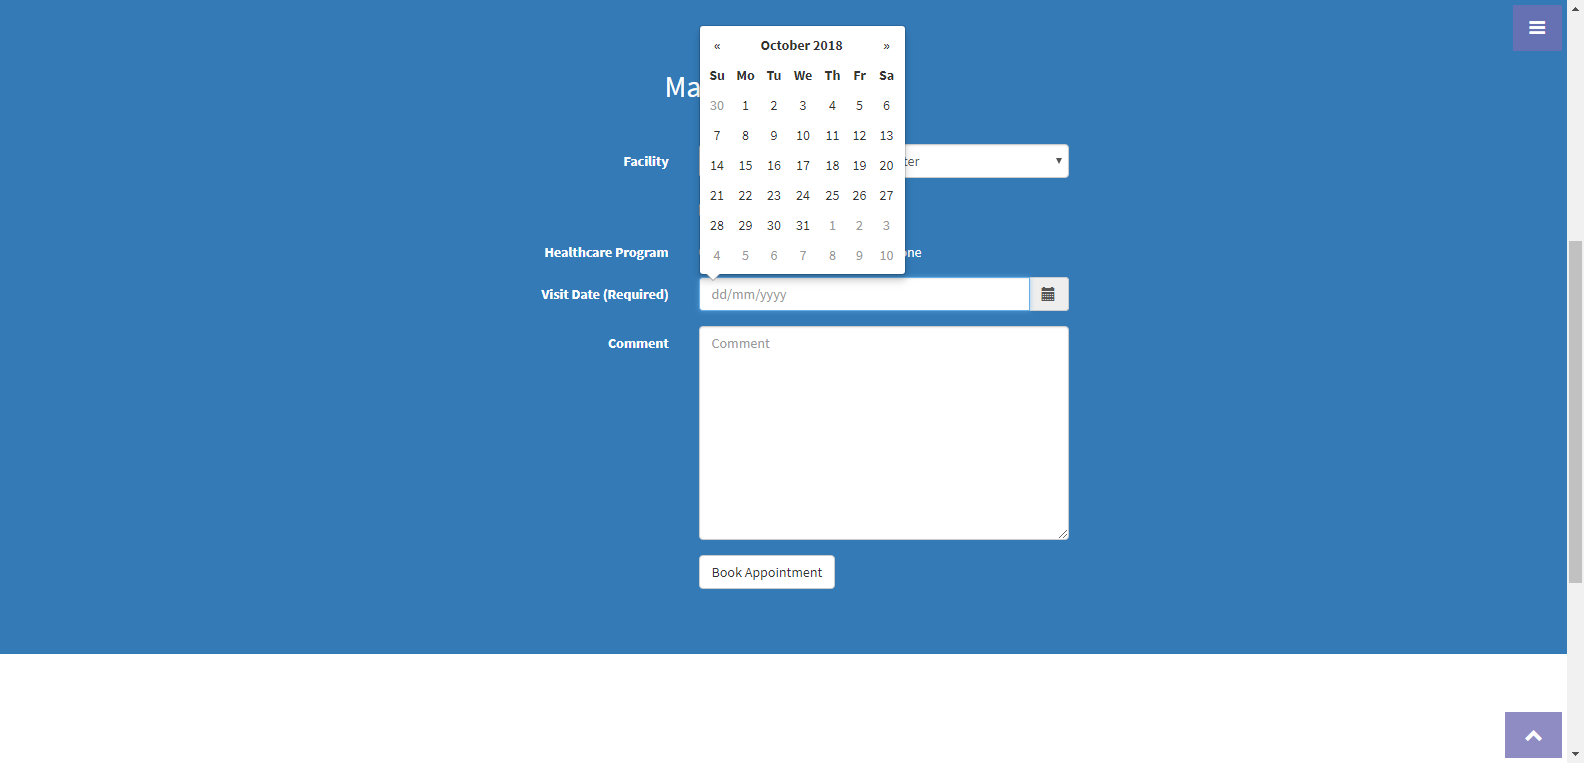 « October 2018 »
Su Mo Tu We Th Fr Sa
30 1 2 3 4 5 6
7 8 9 10 11 12 13
14 15 16 17 18 19 20
21 22 23 24 25 26 27
28 29 30 31 1 2 3
4 5 6 7 8 9 10
Facility
Healthcare Program
Visit Date (Required) dd/mm/yyyy
Comment Comment
Book Appointment